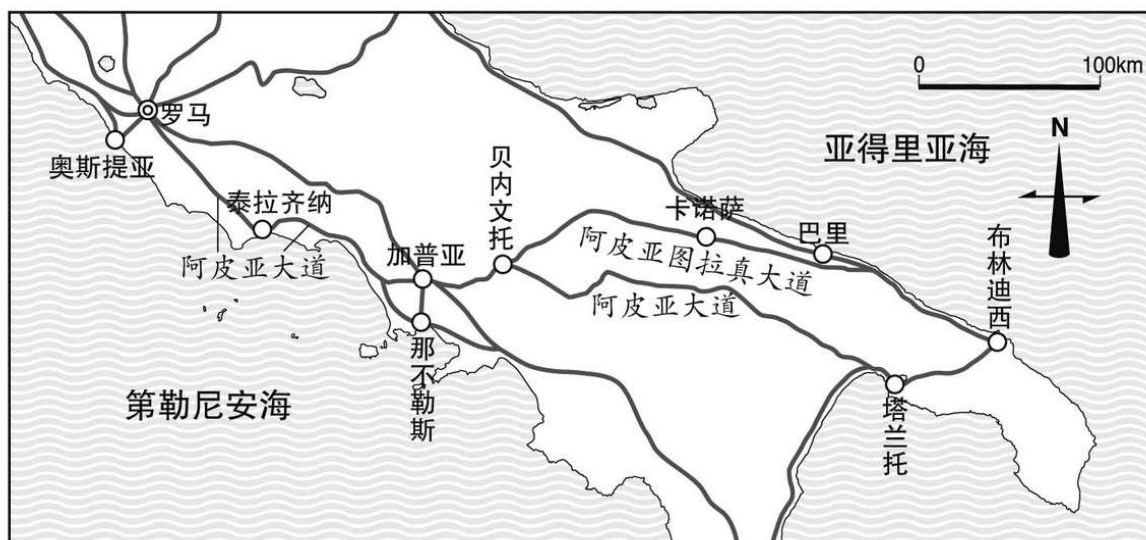 0 100km
N
罗马
亚得里亚海
奥斯提亚
贝内文托
泰拉齐纳
卡诺萨
加普亚
巴里
布林迪西
阿皮亚大道
阿皮亚图拉真大道
阿皮亚大道
那不勒斯
第勒尼安海
塔兰托